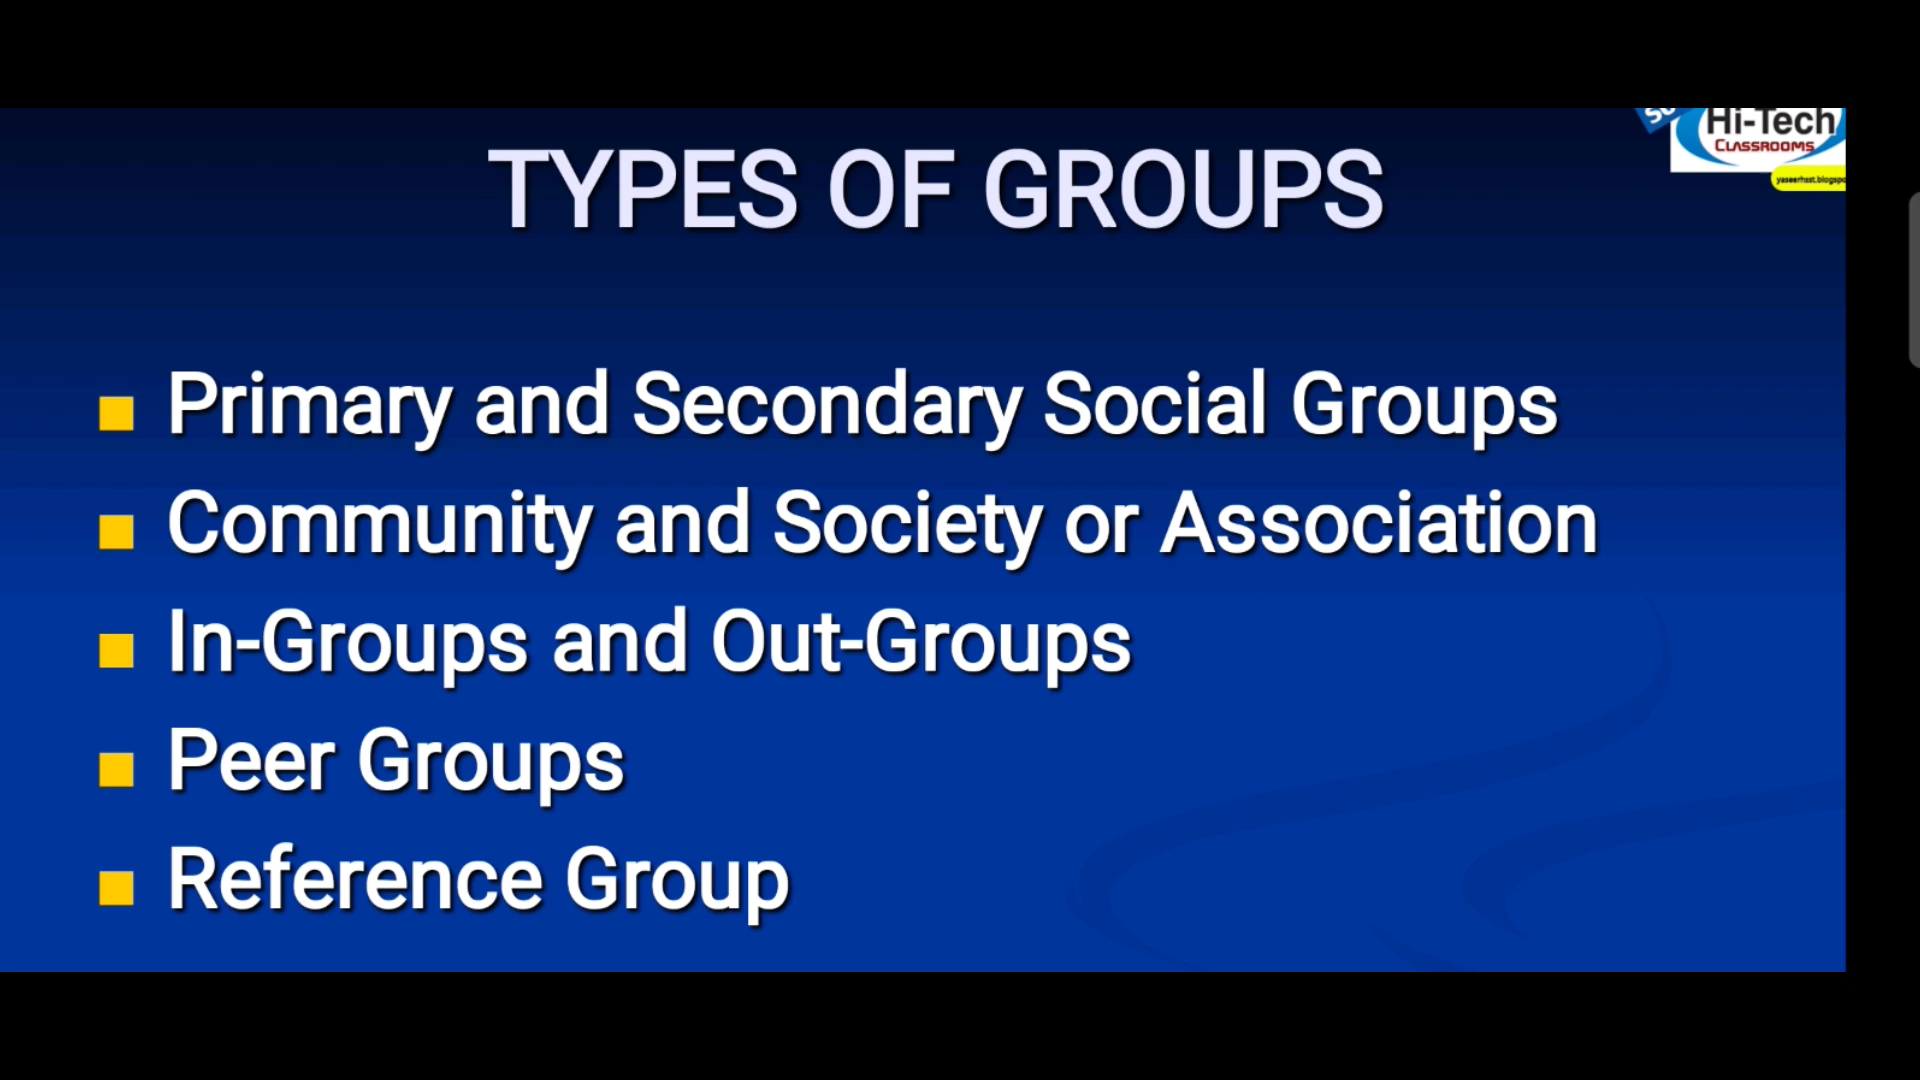 Hi-Tech
CLASSROOMS
TYPES OF GROUPS
Primary and Secondary Social Groups
Community and Society or Association
In-Groups and Out-Groups
Peer Groups
Reference Group